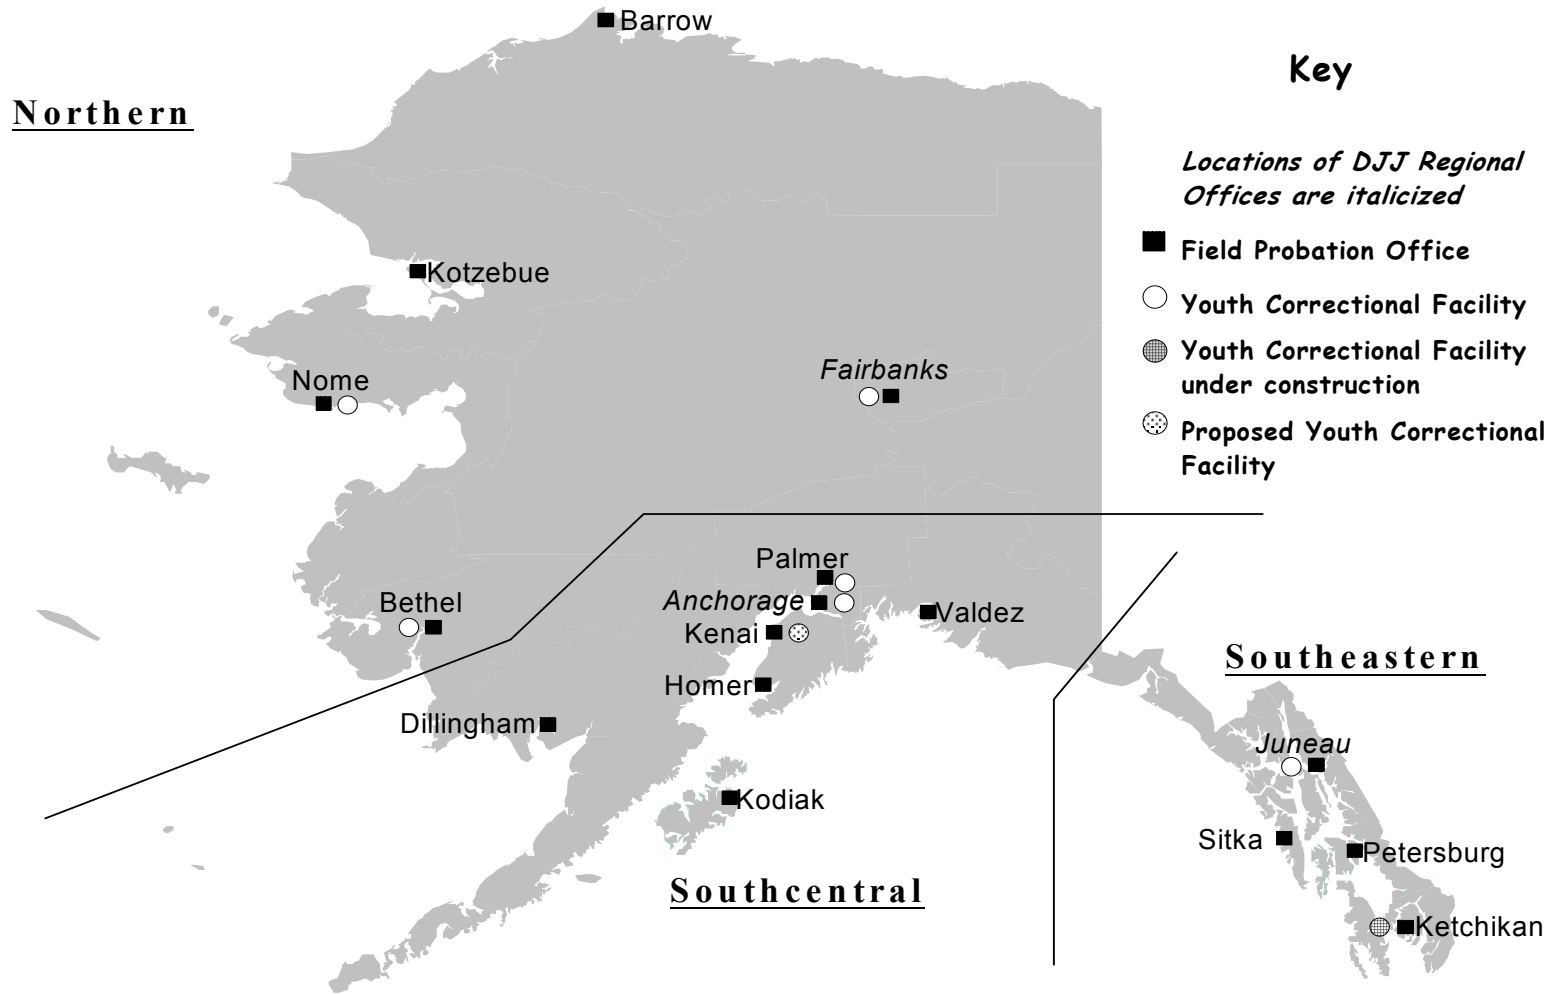 Barrow
Key
Northern
Locations of DJJ Regional
Offices are italicized
Field Probation Office
Kotzebue
Youth Correctional Facility
Youth Correctional Facility
under construction
Fairbanks
Nome
Proposed Youth Correctional
Facility
Palmer
Bethel
Anchorage
Valdez
Kenai
Southeastern
Homer
Dillingham
Juneau
Kodiak
Sitka
Petersburg
Southcentral
Ketchikan